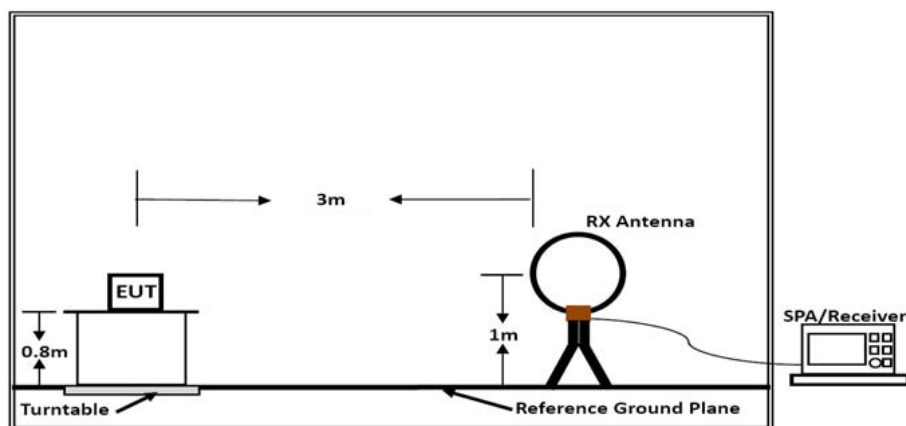 3m
RX Antenna
EUT
SPA/Receiver
0.8m
1m
Turntable
Reference Ground Plane